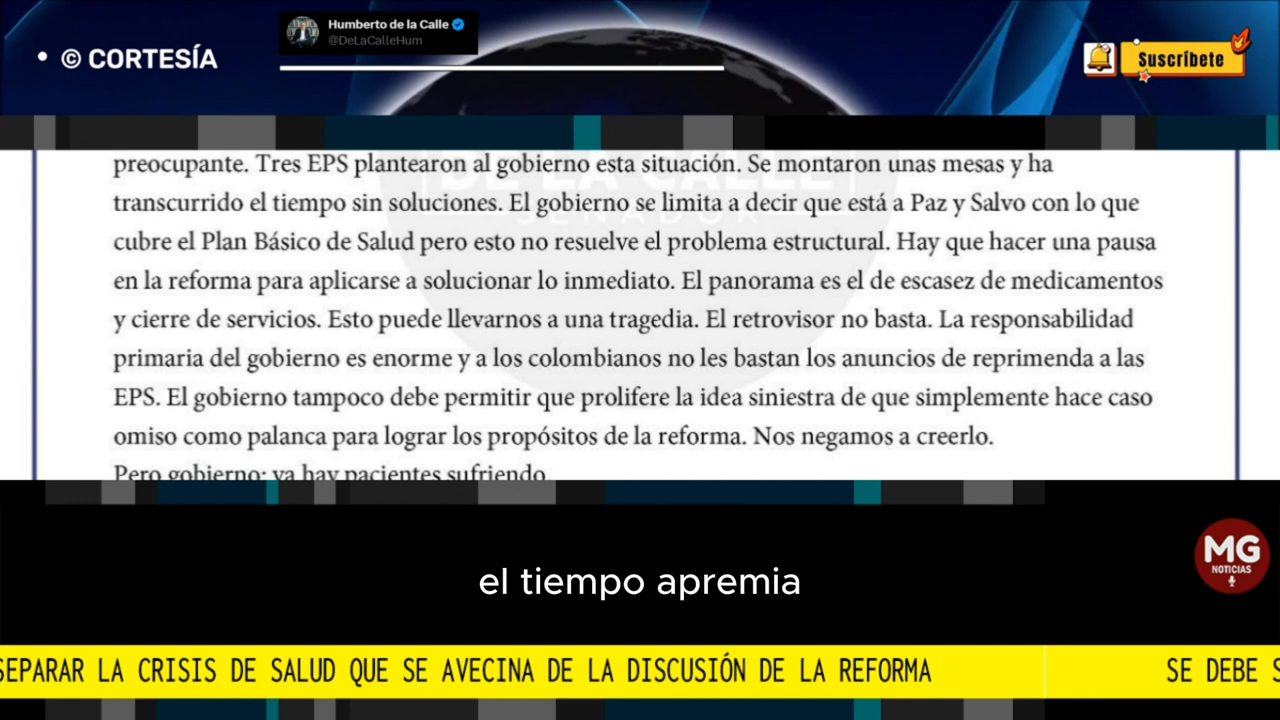 Humberto de la Calle
@DeLaCalleHum
• © CORTESÍA
Suscríbete
DE LA CALLE
SENADOR
preocupante. Tres EPS plantearon al gobierno esta situación. Se montaron unas mesas y ha
transcurrido el tiempo sin soluciones. El gobierno se limita a decir que está a Paz y Salvo con lo que
cubre el Plan Básico de Salud pero esto no resuelve el problema estructural. Hay que hacer una pausa
en la reforma para aplicarse a solucionar lo inmediato. El panorama es el de escasez de medicamentos
y cierre de servicios. Esto puede llevarnos a una tragedia. El retrovisor no basta. La responsabilidad
primaria del gobierno es enorme y a los colombianos no les bastan los anuncios de reprimenda a las
EPS. El gobierno tampoco debe permitir que prolifere la idea siniestra de que simplemente hace caso
omiso como palanca para lograr los propósitos de la reforma. Nos negamos a creerlo.
Pero gobierno: ya hay pacientes sufriendo
MG
NOTICIAS
el tiempo apremia
SEPARAR LA CRISIS DE SALUD QUE SE AVECINA DE LA DISCUSIÓN DE LA REFORMA
SE DEBE S